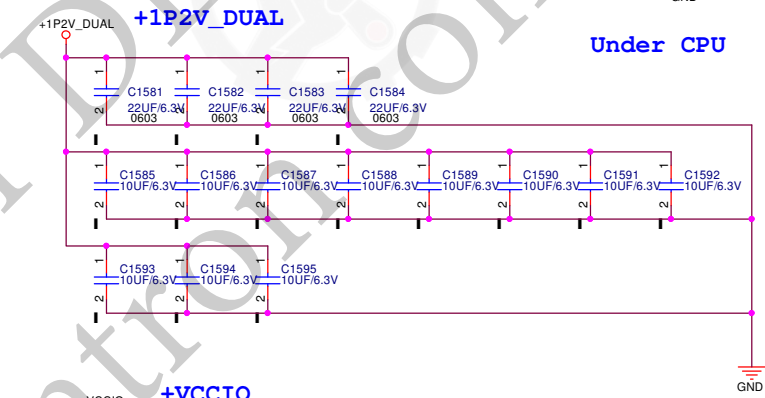 GND
+1P2V_DUAL
+1P2V_DUAL
Under CPU
1 1 1 1
C1581 C1582 C1583 C1584
2 2 2 2
22UF/6.3V 22UF/6.3V 22UF/6.3V 22UF/6.3V
0603 0603 0603 0603
1 1 1 1 1 1 1 1
C1585 C1586 C1587 C1588 C1589 C1590 C1591 C1592
10UF/6.3V 10UF/6.3V 10UF/6.3V 10UF/6.3V 10UF/6.3V 10UF/6.3V 10UF/6.3V 10UF/6.3V
2 2 2 2 2 2 2 2
1 1 1
C1593 C1594 C1595
10UF/6.3V 10UF/6.3V 10UF/6.3V
2 2 2
GND
+VCCIO